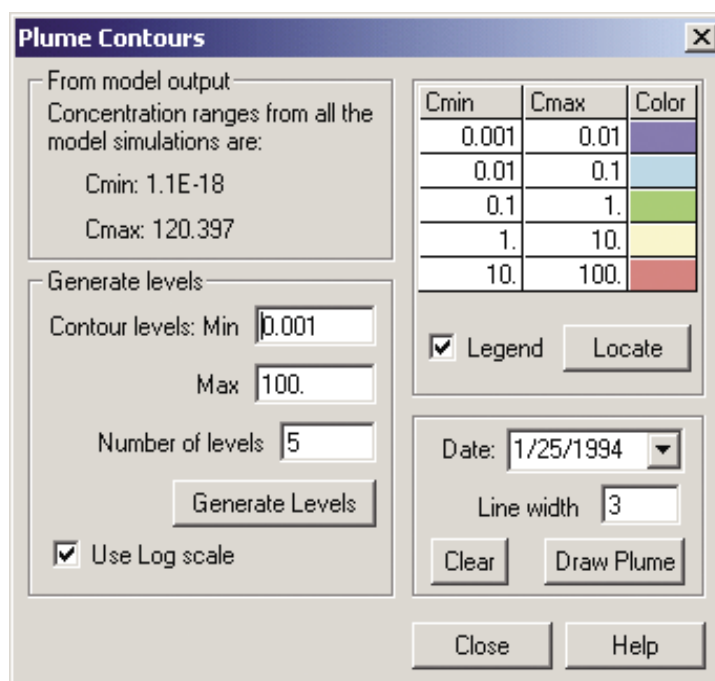 Plume Contours
From model output
Concentration ranges from all the
model simulations are:
Cmin: 1.1E-18
Cmax: 120.397
Generate levels
Contour levels: Min 0.001
Max 100.
Number of levels 5
Generate Levels
Use Log scale
Cmin Cmax Color
0.001 0.01
0.01 0.1
0.1 1.
1. 10.
10. 100.
Legend Locate
Date: 1/25/1994
Line width 3
Clear Draw Plume
Close Help